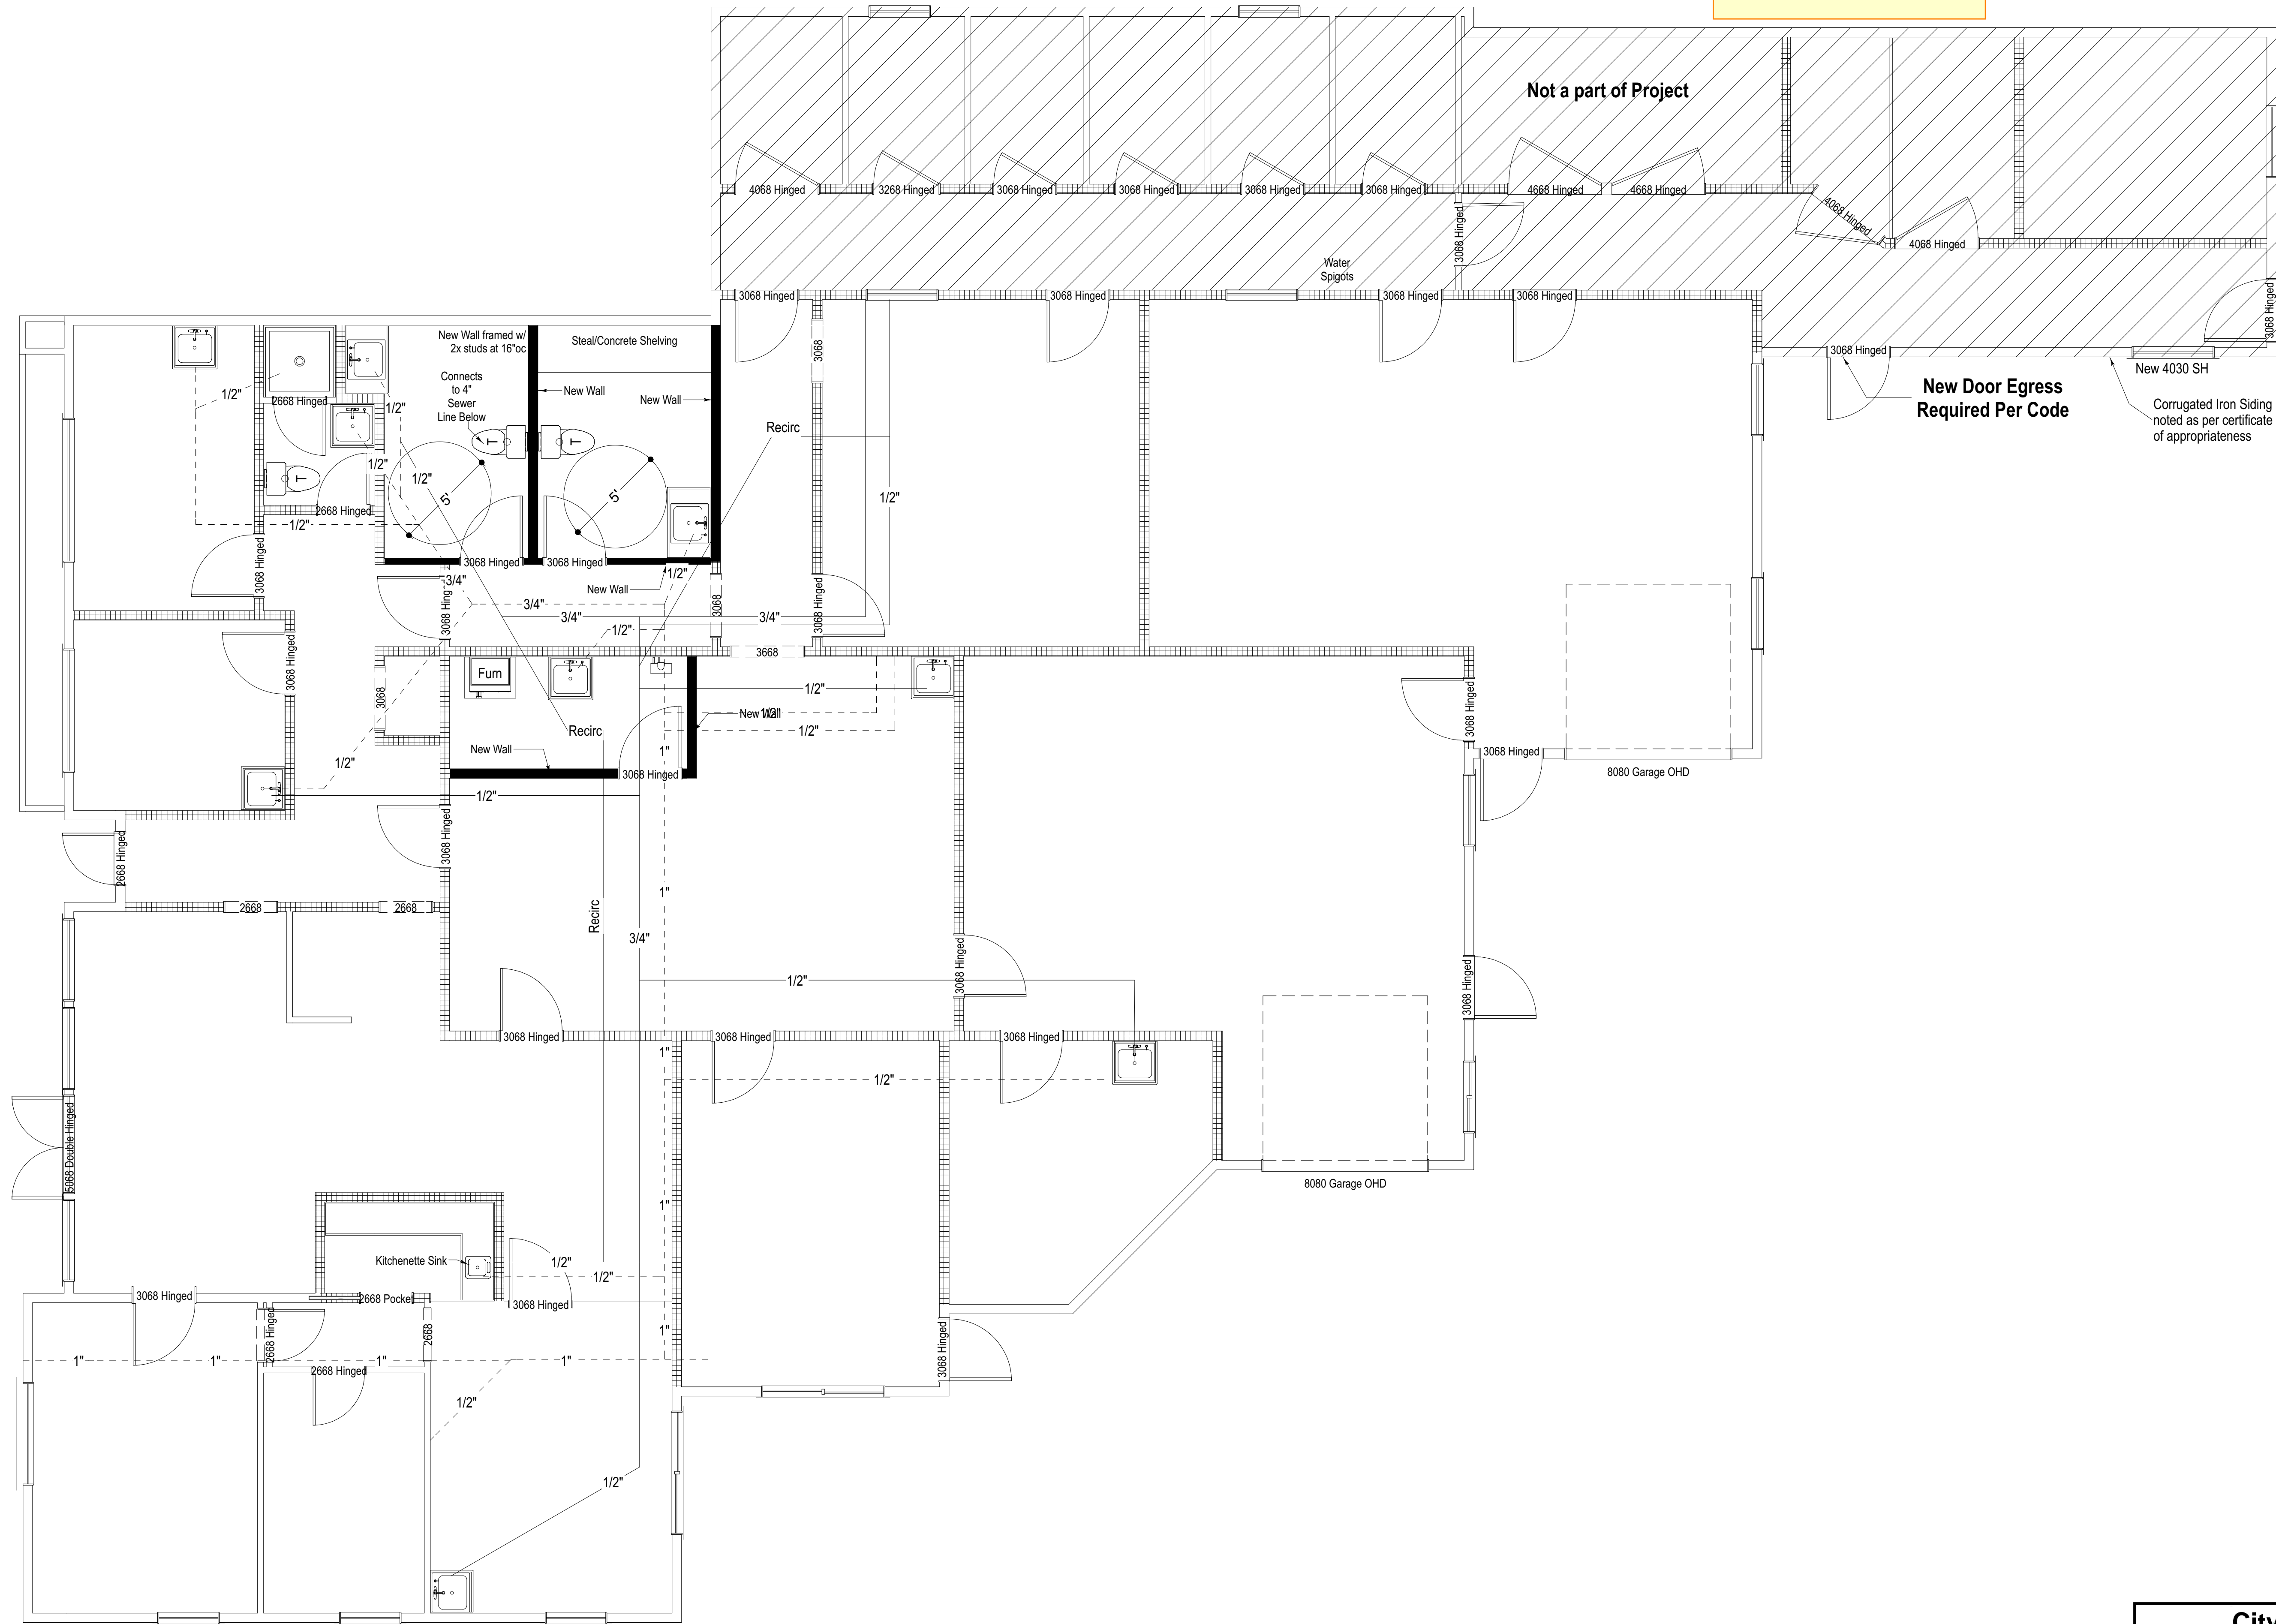 Not a part of Project
4068 Hinged
3268 Hinged
3068 Hinged
3068 Hinged
3068 Hinged
3068 Hinged
4668 Hinged
4668 Hinged
4068 Hinged
4068 Hinged
3068 Hinged
Water
Spigots
3068 Hinged
3068 Hinged
3068 Hinged
3068 Hinged
3068 Hinged
3068 Hinged
New 4030 SH
New Door Egress
Required Per Code
Corrugated Iron Siding
noted as per certificate
of appropriateness
New Wall framed w/
2x studs at 16"oc
Steal/Concrete Shelving
Connects
to 4"
Sewer
Line Below
New Wall
New Wall
3068
Recirc
2668 Hinged
1/2"
1/2"
1/2"
1/2"
5'
5'
1/2"
2668 Hinged
1/2"
3068 Hinged
3068 Hinged
3068 Hinged
3/4"
1/2"
New Wall
3/4"
3/4"
3/4"
3068
3068 Hinged
3068 Hing
1/2"
3668
3068 Hinged
3068
Furn
1/2"
New Wall
1/2"
1/2"
Recirc
New Wall
1"
3068 Hinged
3068 Hinged
3068 Hinged
8080 Garage OHD
1/2"
1/2"
3068 Hinged
2668 Hinged
1"
2668
2668
Recirc
3/4"
1/2"
3068 Hinged
3068 Hinged
3068 Hinged
3068 Hinged
3068 Hinged
1"
1/2"
5068 Double Hinged
8080 Garage OHD
1"
Kitchenette Sink
1/2"
1/2"
3068 Hinged
2668 Pocket
3068 Hinged
2668 Hinged
2668
1"
3068 Hinged
1"
1"
1"
1"
2668 Hinged
1/2"
1/2"
City